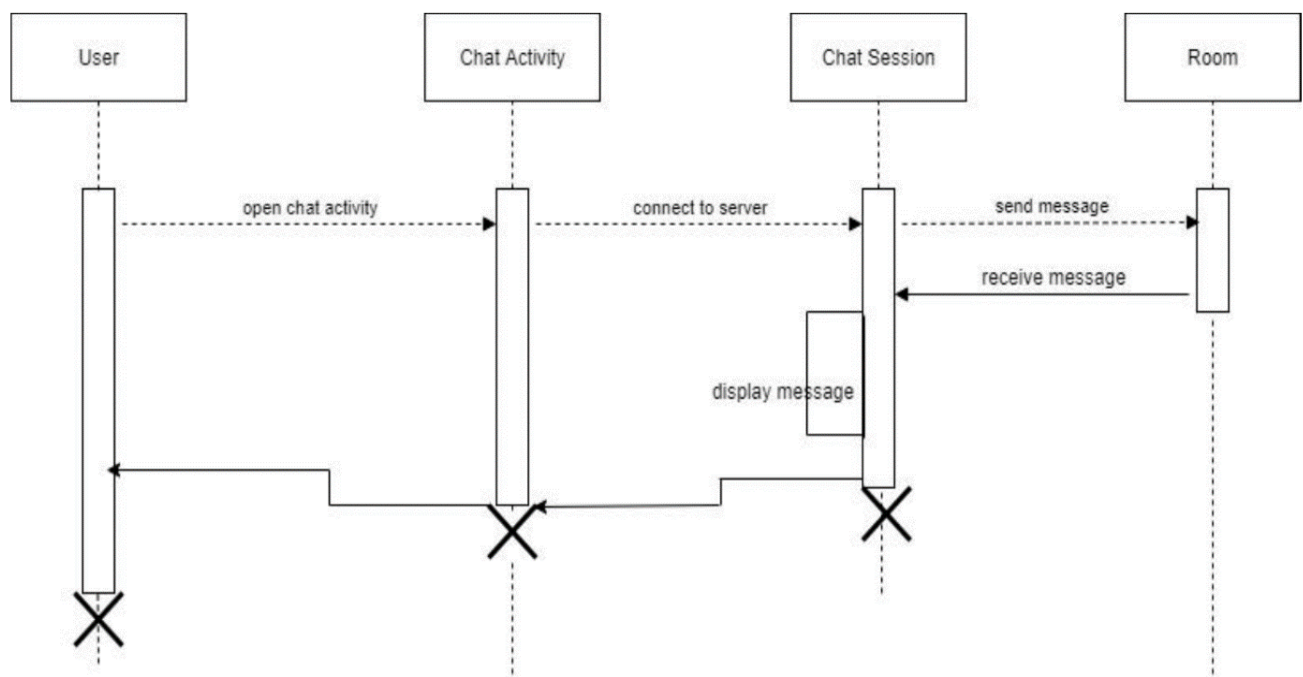 User
Chat Activity
Chat Session
Room
open chat activity
connect to server
send message
receive message
display message